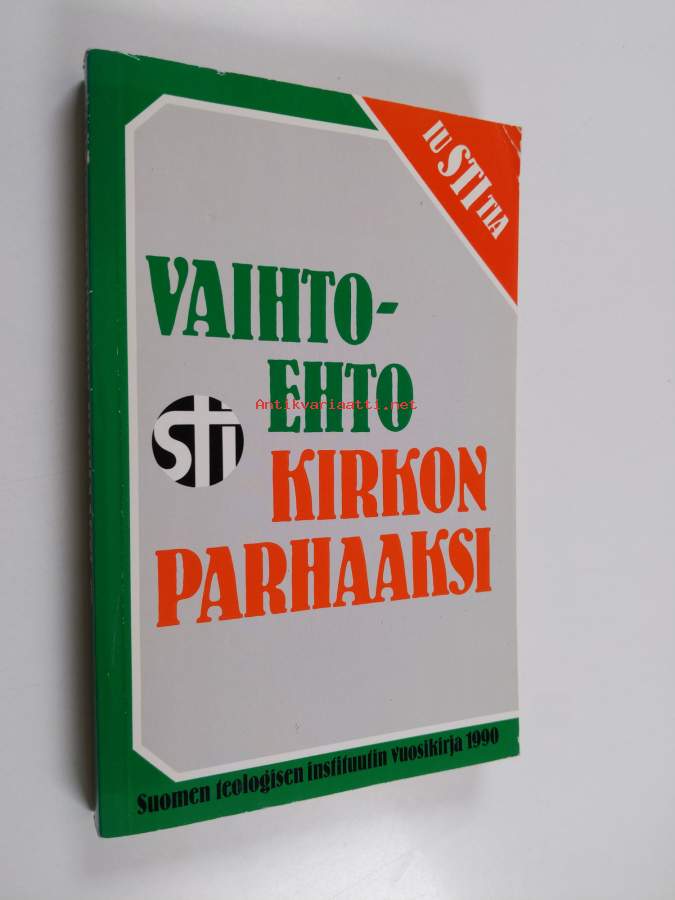 IUSTITIA
VAIHTO-
EHTO
Antikvariaatti.net
sti
KIRKON
PARHAAKSI
Suomen teologisen instituutin vuosikirja 1990